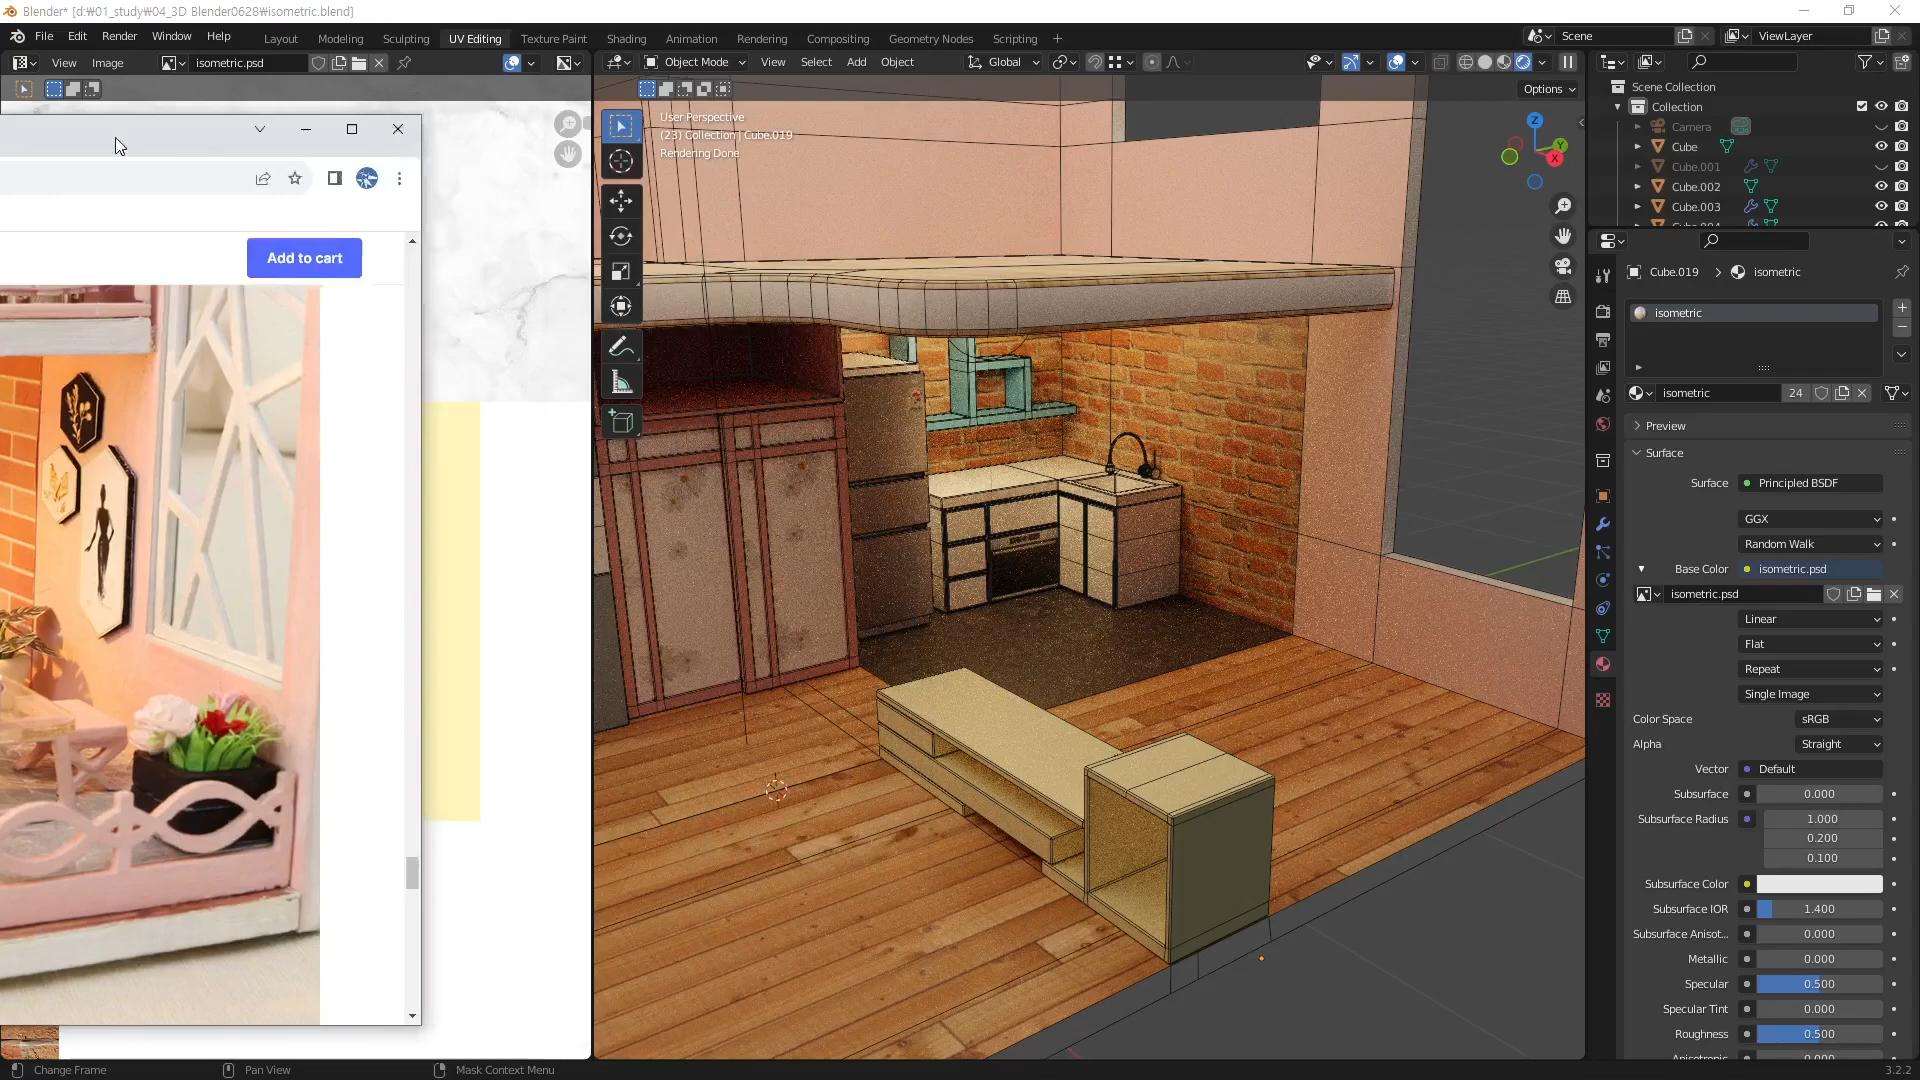 Blender* [d:₩01_study₩04_3D Blender0628₩isometric.blend]
File Edit Render Window Help
Layout Modeling Sculpting UV Editing Texture Paint Shading Animation Rendering Compositing Geometry Nodes Scripting
Scene
ViewLayer
View Image
isometric.psd
Object Mode View Select Add Object
Global
Options
User Perspective
(23) Collection | Cube.019
Rendering Done
Z
Y
X
Add to cart
Scene Collection
Collection
Camera
Cube
Cube.001
Cube.002
Cube.003
Cube.019 > isometric
isometric
isometric 24
Preview
Surface
Surface Principled BSDF
GGX
Random Walk
Base Color isometric.psd
isometric.psd
Linear
Flat
Repeat
Single Image
Color Space sRGB
Alpha Straight
Vector Default
Subsurface 0.000
Subsurface Radius 1.000
0.200
0.100
Subsurface Color
Subsurface IOR 1.400
Subsurface Anisot... 0.000
Metallic 0.000
Specular 0.500
Specular Tint 0.000
Roughness 0.500
Change Frame Pan View Mask Context Menu
3.2.2